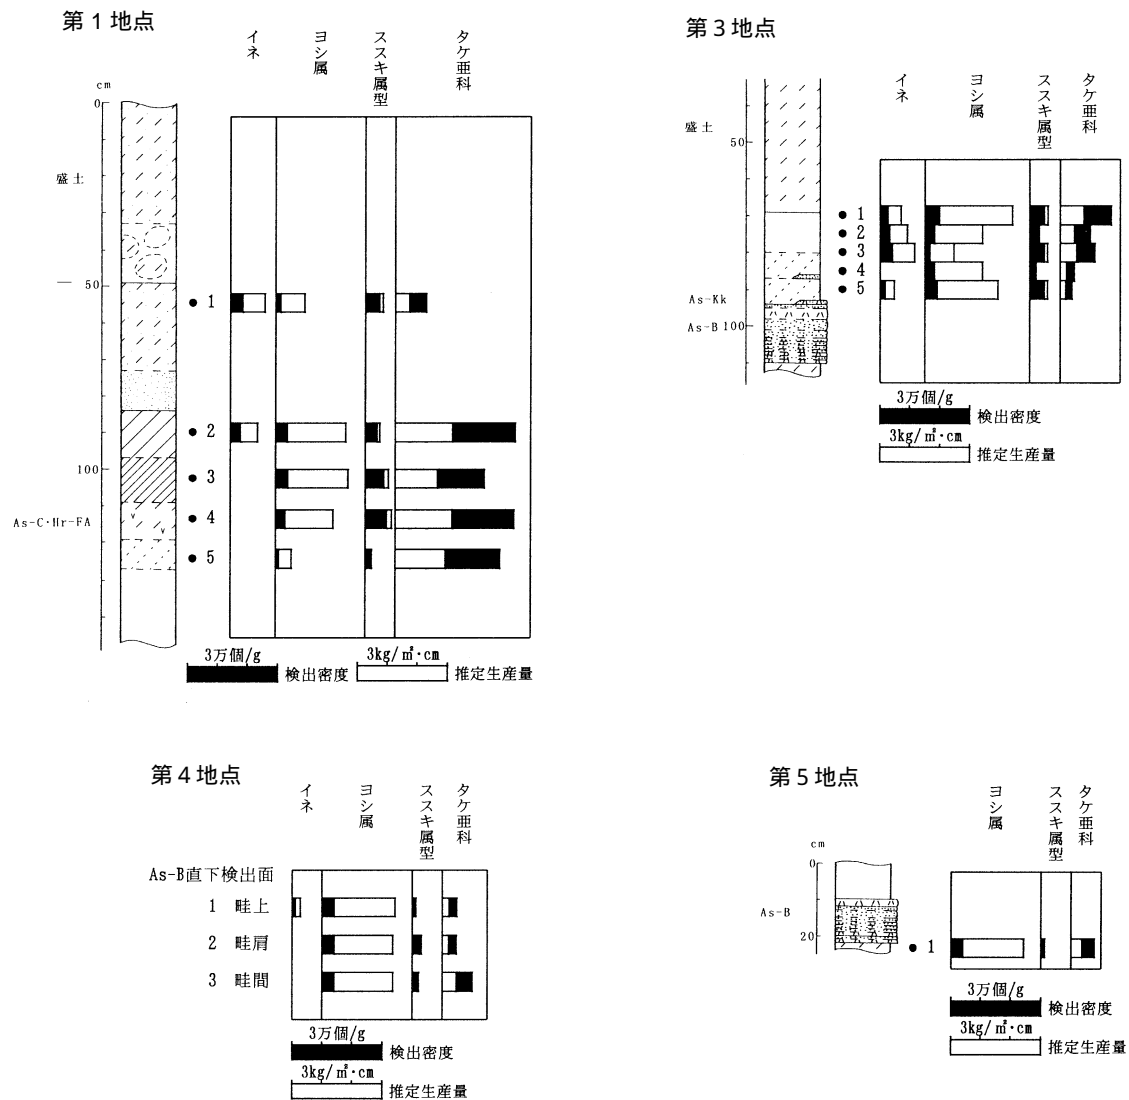 第1地点
イネ
ヨシ属
ススキ属型
タケ亜科
cm
0
盛土
50
100
As-C·Hr-FA
1
2
3
4
5
3万個/g
検出密度
3kg/㎡·cm
推定生産量
第3地点
イネ
ヨシ属
ススキ属型
タケ亜科
盛土
50
As-Kk
As-B 100
1
2
3
4
5
3万個/g
検出密度
3kg/㎡·cm
推定生産量
第4地点
イネ
ヨシ属
ススキ属型
タケ亜科
As-B直下検出面
1 畦上
2 畦肩
3 畦間
3万個/g
検出密度
3kg/㎡·cm
推定生産量
第5地点
ヨシ属
ススキ属型
タケ亜科
cm
0
As-B
20
1
3万個/g
検出密度
3kg/㎡·cm
推定生産量